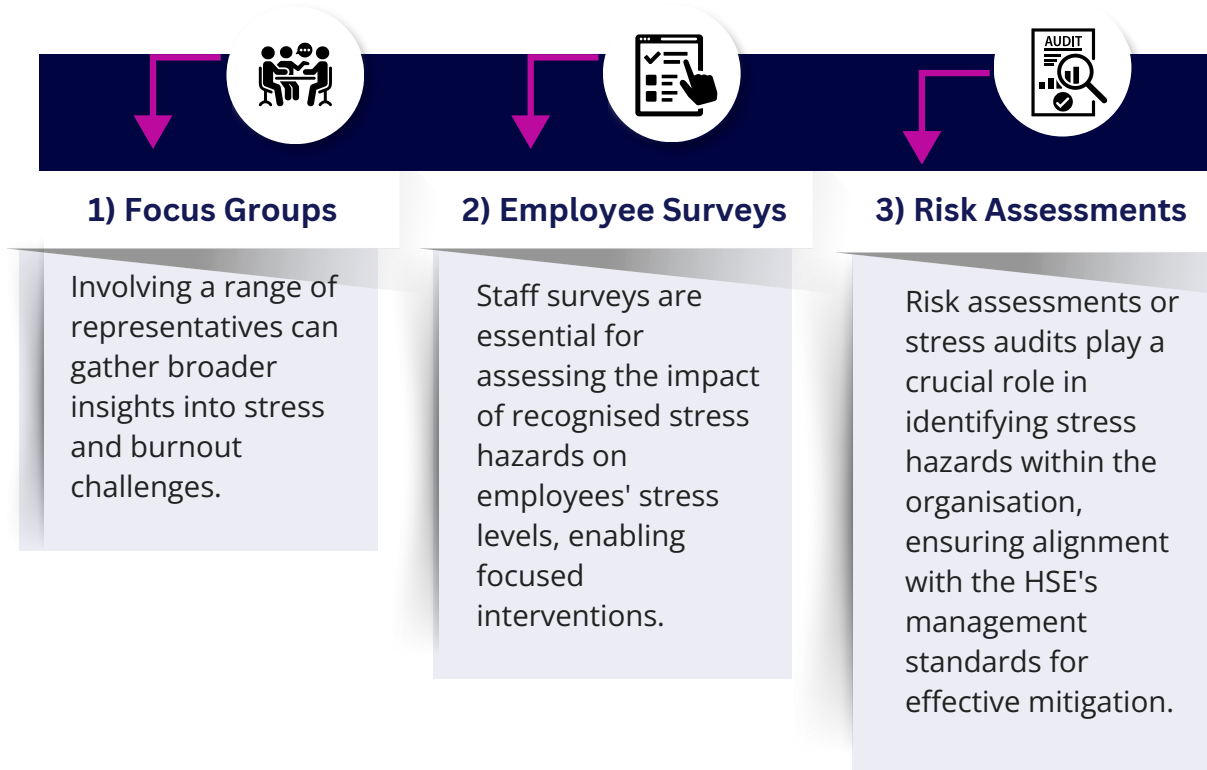 AUDIT
1) Focus Groups
Involving a range of
representatives can
gather broader
insights into stress
and burnout
challenges.
2) Employee Surveys
Staff surveys are
essential for
assessing the impact
of recognised stress
hazards on
employees' stress
levels, enabling
focused
interventions.
3) Risk Assessments
Risk assessments or
stress audits play a
crucial role in
identifying stress
hazards within the
organisation,
ensuring alignment
with the HSE's
management
standards for
effective mitigation.